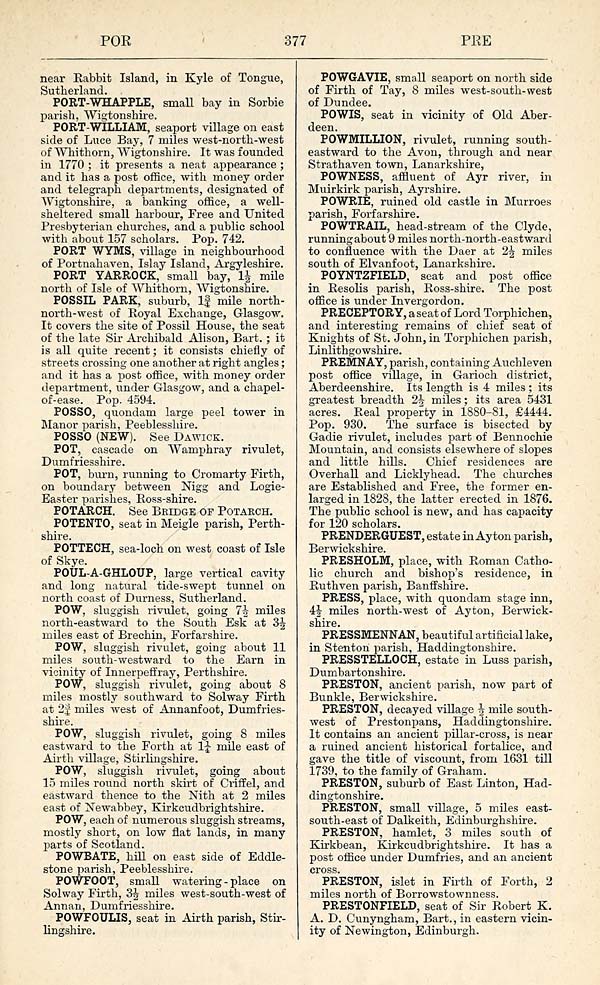 POR 377 PRE
near Rabbit Island, in Kyle of Tongue,
Sutherland.
PORT-WHAPPLE, small bay in Sorbie
parish, Wigtonshire.
PORT-WILLIAM, seaport village on east
side of Luce Bay, 7 miles west-north-west
of Whithorn, Wigtonshire. It was founded
in 1770; it presents a neat appearance;
and it has a post office, with money order
and telegraph departments, designated of
Wigtonshire, a banking office, a well-
sheltered small harbour, Free and United
Presbyterian churches, and a public school
with about 157 scholars. Pop. 742.
PORT WYMS, village in neighbourhood
of Portnahaven, Islay Island, Argyleshire.
PORT YARROCK, small bay, 1½ mile
north of Isle of Whithorn, Wigtonshire.
POSSIL PARK, suburb, 1¾ mile north-
north-west of Royal Exchange, Glasgow.
It covers the site of Possil House, the seat
of the late Sir Archibald Alison, Bart.; it
is all quite recent; it consists chiefly of
streets crossing one another at right angles;
and it has a post office, with money order
department, under Glasgow, and a chapel-
of-ease. Pop. 4594.
POSSO, quondam large peel tower in
Manor parish, Peeblesshire.
POSSO (NEW). See DAWICK.
POT, cascade on Wamphray rivulet,
Dumfriesshire.
POT, burn, running to Cromarty Firth,
on boundary between Nigg and Logie-
Easter parishes, Ross-shire.
POTARCH. See BRIDGE OF POTARCH.
POTENTO, seat in Meigle parish, Perth-
shire.
POTTECH, sea-loch on west coast of Isle
of Skye.
POUL-A-GHLOUP, large vertical cavity
and long natural tide-swept tunnel on
north coast of Durness, Sutherland.
POW, sluggish rivulet, going 7½ miles
north-eastward to the South Esk at 3½
miles east of Brechin, Forfarshire.
POW, sluggish rivulet, going about 11
miles south-westward to the Earn in
vicinity of Innerpeffray, Perthshire.
POW, sluggish rivulet, going about 8
miles mostly southward to Solway Firth
at 2¾ miles west of Annanfoot, Dumfries-
shire.
POW, sluggish rivulet, going 8 miles
eastward to the Forth at 1¼ mile east of
Airth village, Stirlingshire.
POW, sluggish rivulet, going about
15 miles round north skirt of Criffel, and
eastward thence to the Nith at 2 miles
east of Newabbey, Kirkcudbrightshire.
POW, each of numerous sluggish streams,
mostly short, on low flat lands, in many
parts of Scotland.
POWBATE, hill on east side of Eddle-
stone parish, Peeblesshire.
POWFOOT, small watering-place on
Solway Firth, 3½ miles west-south-west of
Annan, Dumfriesshire.
POWFOULIS, seat in Airth parish, Stir-
lingshire.
POWGAVIE, small seaport on north side
of Firth of Tay, 8 miles west-south-west
of Dundee.
POWIS, seat in vicinity of Old Aber-
deen.
POWMILLION, rivulet, running south-
eastward to the Avon, through and near
Strathaven town, Lanarkshire,
POWNESS, affluent of Ayr river, in
Muirkirk parish, Ayrshire.
POWRIE, ruined old castle in Murroes
parish, Forfarshire.
POWTRAIL, head-stream of the Clyde,
running about 9 miles north-north-eastward
to confluence with the Daer at 2½ miles
south of Elvanfoot, Lanarkshire.
POYNTZFIELD, seat and post office
in Resolis parish, Ross-shire. The post
office is under Invergordon.
PRECEPTORY, a seat of Lord Torphichen,
and interesting remains of chief seat of
Knights of St. John, in Torphichen parish,
Linlithgowshire.
PREMNAY, parish, containing Auchleven
post office village, in Garioch district,
Aberdeenshire. Its length is 4 miles; its
greatest breadth 2½ miles; its area 5431
acres. Real property in 1880-81, £4444.
Pop. 930. The surface is bisected by
Gadie rivulet, includes part of Bennochie
Mountain, and consists elsewhere of slopes
and little hills. Chief residences are
Overhall and Licklyhead. The churches
are Established and Free, the former en-
larged in 1828, the latter erected in 1876.
The public school is new, and has capacity
for 120 scholars.
PRENDERGUEST, estate in Ayton parish,
Berwickshire.
PRESHOLM, place, with Roman Catho-
lic church and bishop's residence, in
Ruthven parish, Banffshire.
PRESS, place, with quondam stage inn,
4½ miles north-west of Ayton, Berwick-
shire.
PRESSMENNAN, beautiful artificial lake,
in Stenton parish, Haddingtonshire.
PRESSTELLOCH, estate in Luss parish,
Dumbartonshire.
PRESTON, ancient parish, now part of
Bunkle, Berwickshire.
PRESTON, decayed village ½ mile south-
west of Prestonpans, Haddingtonshire.
It contains an ancient pillar-cross, is near
a ruined ancient historical fortalice, and
gave the title of viscount, from 1631 till
1739, to the family of Graham.
PRESTON, suburb of East Linton, Had-
dingtonshire.
PRESTON, small village, 5 miles east-
south-east of Dalkeith, Edinburghshire.
PRESTON, hamlet, 3 miles south of
Kirkbean, Kirkcudbrightshire. It has a
post office under Dumfries, and an ancient
cross.
PRESTON, islet in Firth of Forth, 2
miles north of Borrowstownness.
PRESTONFIELD, seat of Sir Robert K.
A. D. Cunyngham, Bart., in eastern vicin-
ity of Newington, Edinburgh.